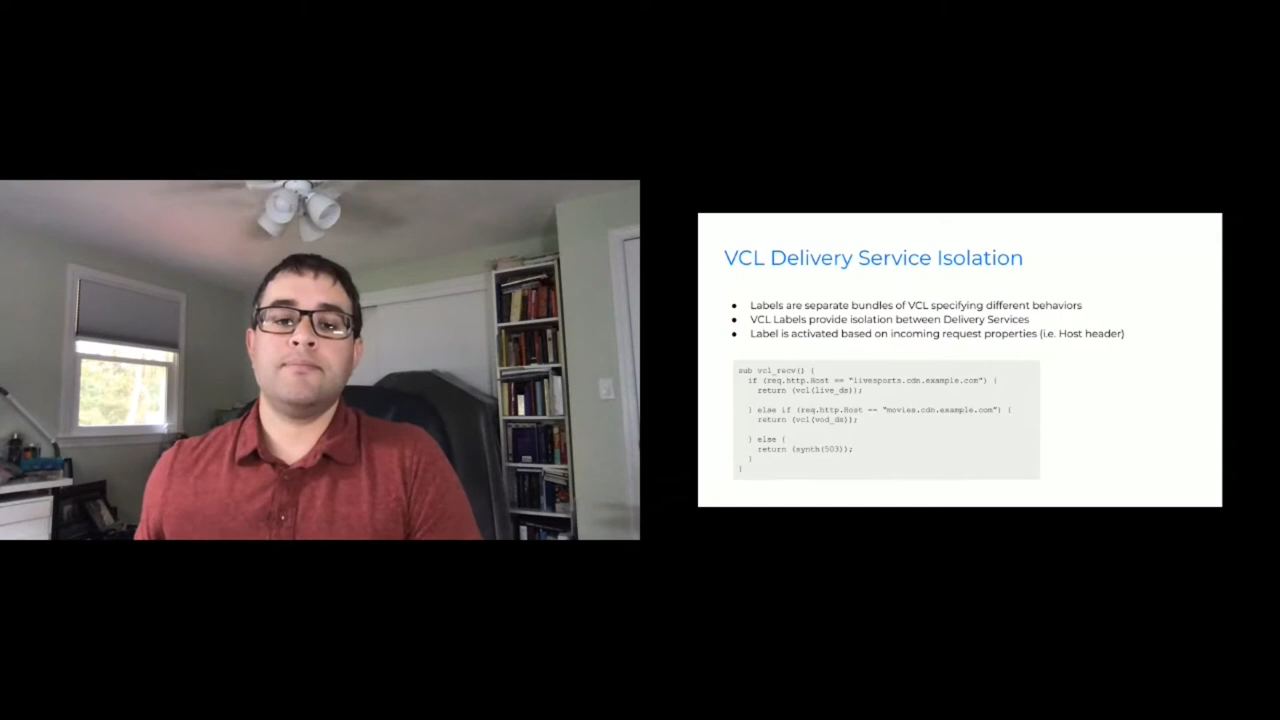 VCL Delivery Service Isolation
● Labels are separate bundles of VCL specifying different behaviors
● VCL Labels provide isolation between Delivery Services
● Label is activated based on incoming request properties (i.e. Host header)
sub vcl_recv() {
if (req.http.Host == "livesports.cdn.example.com") {
return (vcl(live_ds));
} else if (req.http.Host == "movies.cdn.example.com") {
return (vcl(vod_ds));
} else {
return (synth(503));
}
}